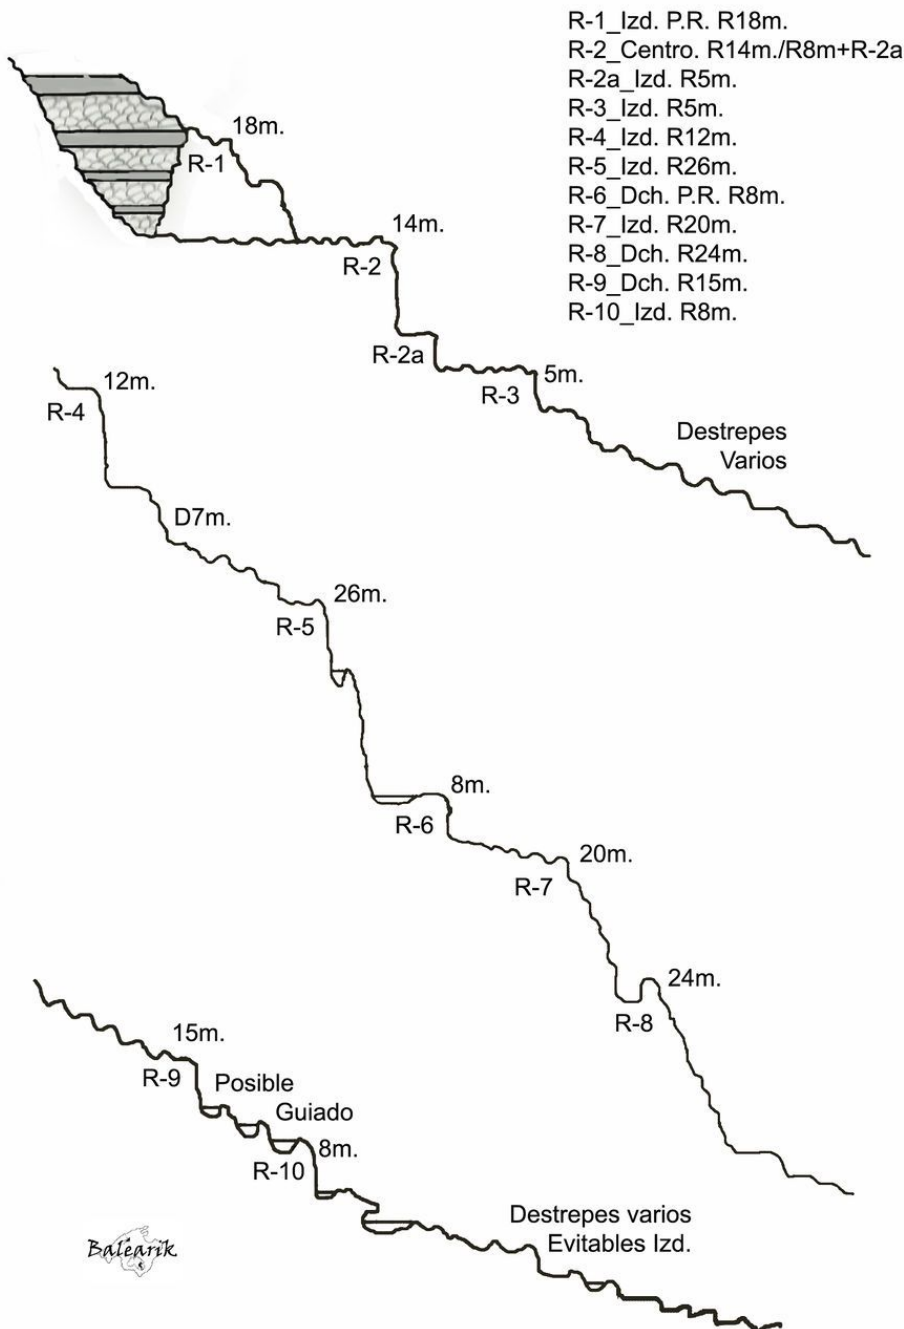 R-1_Izd. P.R. R18m.
R-2_Centro. R14m./R8m+R-2a
R-2a_Izd. R5m.
R-3_Izd. R5m.
R-4_Izd. R12m.
R-5_Izd. R26m.
R-6_Dch. P.R. R8m.
R-7_Izd. R20m.
R-8_Dch. R24m.
R-9_Dch. R15m.
R-10_Izd. R8m.
18m.
R-1
14m.
R-2
R-2a
5m.
R-3
Destrepes
Varios
12m.
R-4
D7m.
26m.
R-5
8m.
R-6
20m.
R-7
24m.
R-8
15m.
R-9
Posible
Guiado
8m.
R-10
Destrepes varios
Evitables Izd.
Balearik